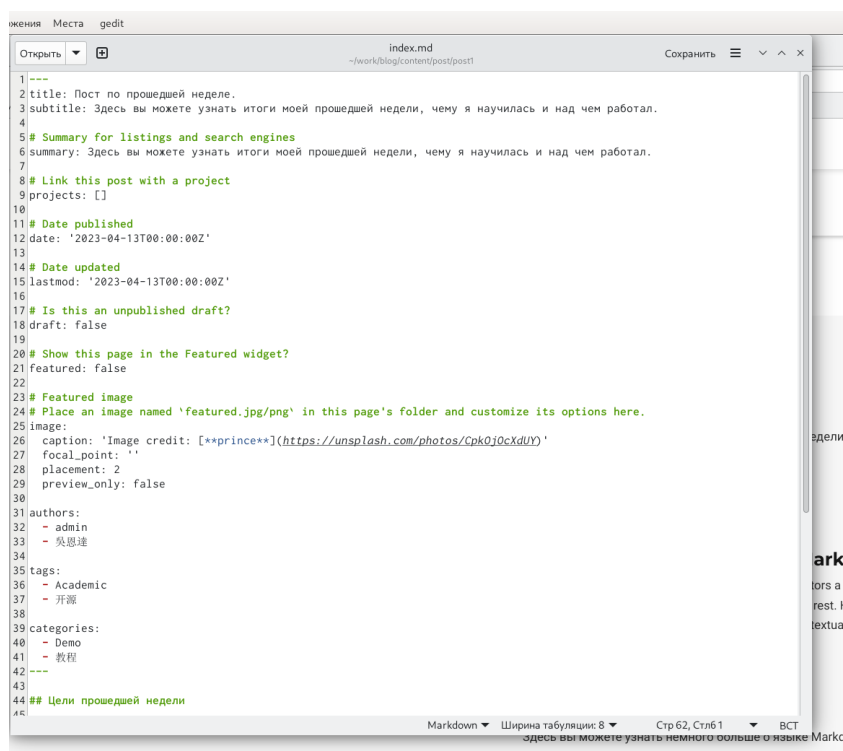 жения Места gedit
Открыть index.md Сохранить
~/work/blog/content/post/post1
1 ---
2 title: Пост по прошедшей неделе.
3 subtitle: Здесь вы можете узнать итоги моей прошедшей недели, чему я научилась и над чем работал.
4
5 # Summary for listings and search engines
6 summary: Здесь вы можете узнать итоги моей прошедшей недели, чему я научилась и над чем работал.
7
8 # Link this post with a project
9 projects: []
10
11 # Date published
12 date: '2023-04-13T00:00:00Z'
13
14 # Date updated
15 lastmod: '2023-04-13T00:00:00Z'
16
17 # Is this an unpublished draft?
18 draft: false
19
20 # Show this page in the Featured widget?
21 featured: false
22
23 # Featured image
24 # Place an image named `featured.jpg/png` in this page's folder and customize its options here.
25 image:
26   caption: 'Image credit: [**prince**](https://unsplash.com/photos/CpkOjOcXdUY)'
27   focal_point: ''
28   placement: 2
29   preview_only: false
30
31 authors:
32   - admin
33   - 吳恩達
34
35 tags:
36   - Academic
37   - 开源
38
39 categories:
40   - Demo
41   - 教程
42 ---
43
44 ## Цели прошедшей недели
45
Markdown Ширина табуляции: 8 Стр 62, Стлб 1 ВСТ
едели
ark
tors a
rest.
textua
Здесь вы можете узнать немного больше о языке Markd